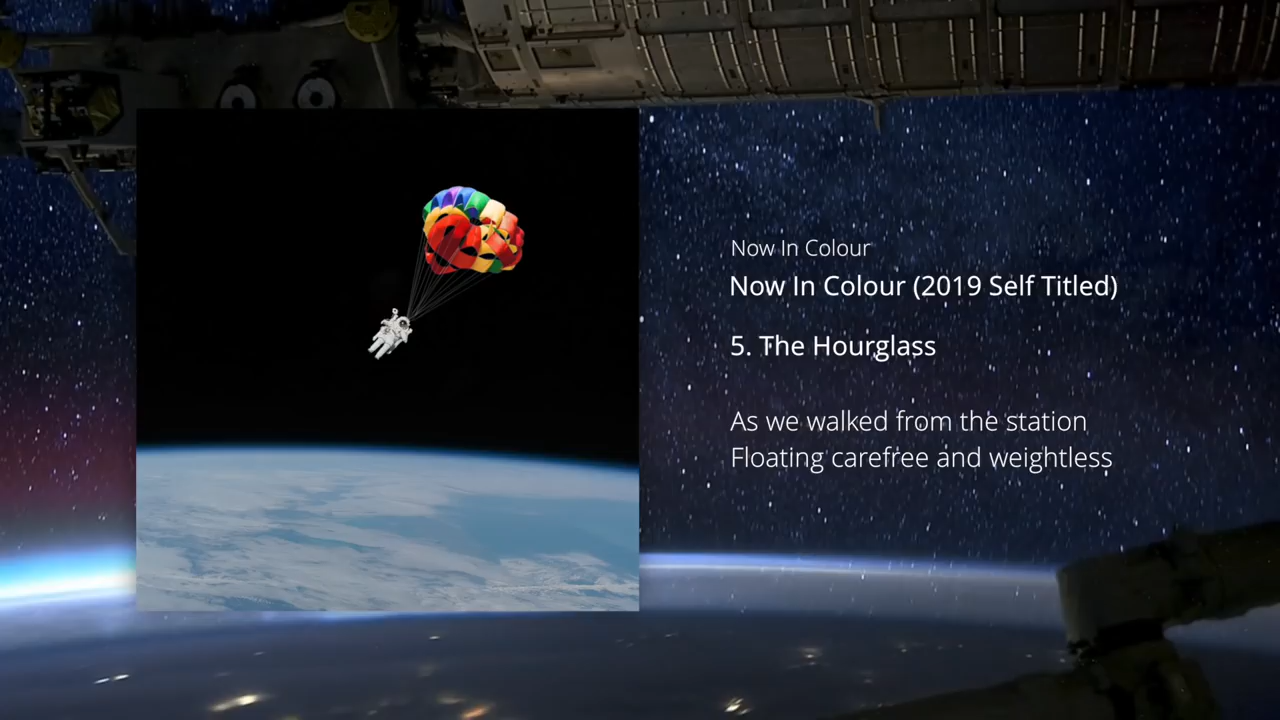 Now In Colour
Now In Colour (2019 Self Titled)
5. The Hourglass
As we walked from the station
Floating carefree and weightless